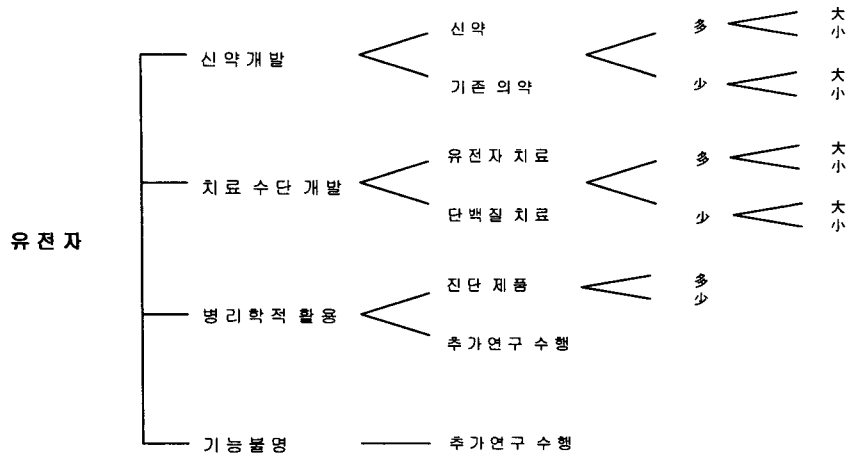 유전자
신약개발
신약
기존 의약
多
大
小
少
大
小
치료 수단 개발
유전자 치료
단백질 치료
多
大
小
少
大
小
병리학적 활용
진단 제품
多
少
추가연구 수행
기능불명
추가연구 수행